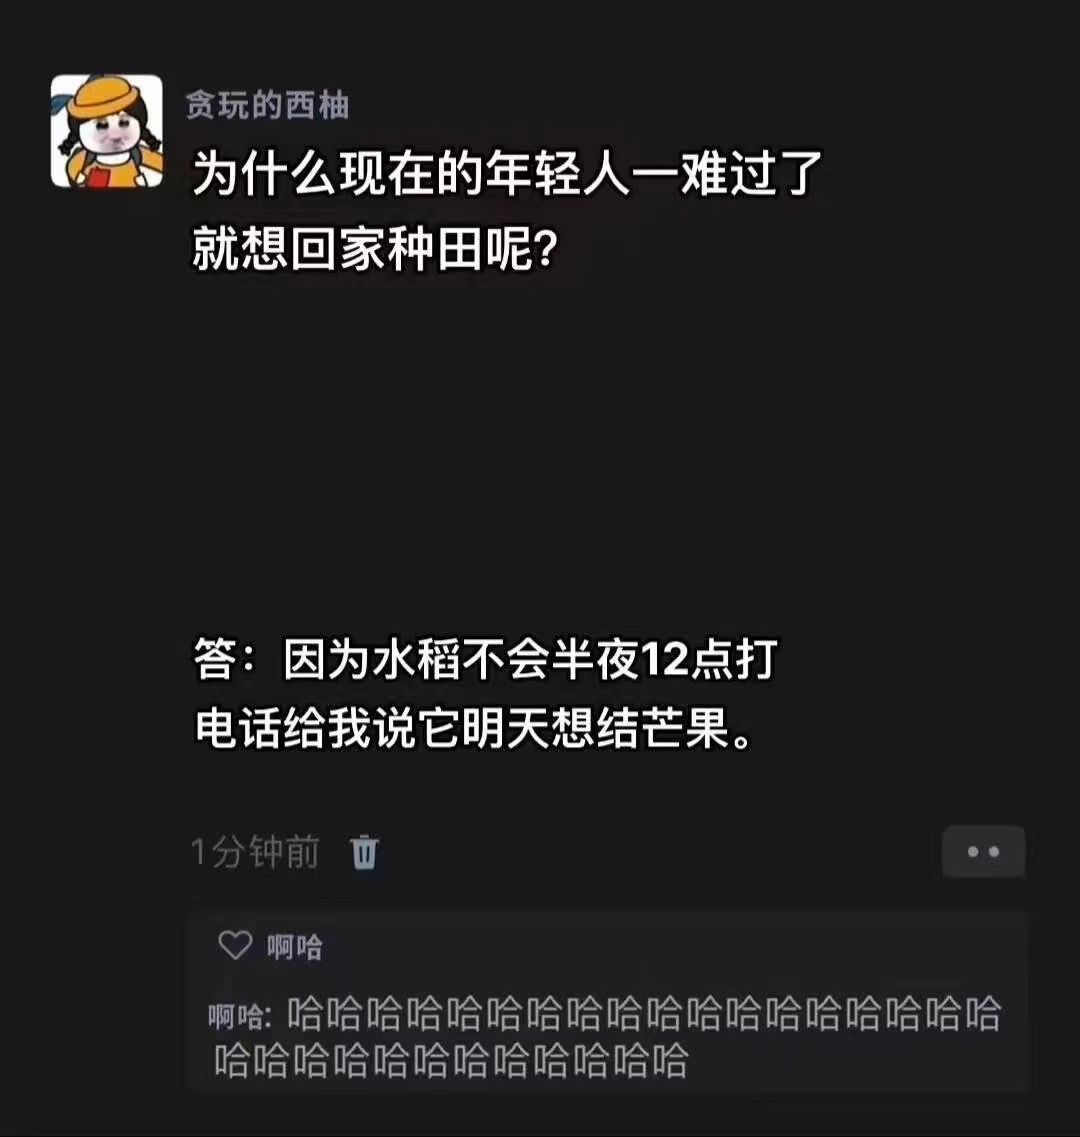 贪玩的西柚
为什么现在的年轻人一难过了
就想回家种田呢?
答：因为水稻不会半夜12点打
电话给我说它明天想结芒果。
1分钟前
啊哈
啊哈: 哈哈哈哈哈哈哈哈哈哈哈哈哈哈哈哈哈哈
哈哈哈哈哈哈哈哈哈哈哈哈